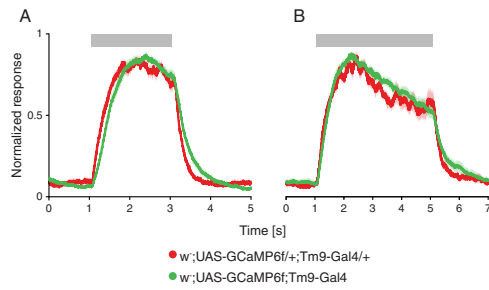 A
B
Normalized response
1
0.5
0
0 1 2 3 4 5
0 1 2 3 4 5 6 7
Time [s]
w⁻;UAS-GCaMP6f/+;Tm9-Gal4/+
w⁻;UAS-GCaMP6f;Tm9-Gal4